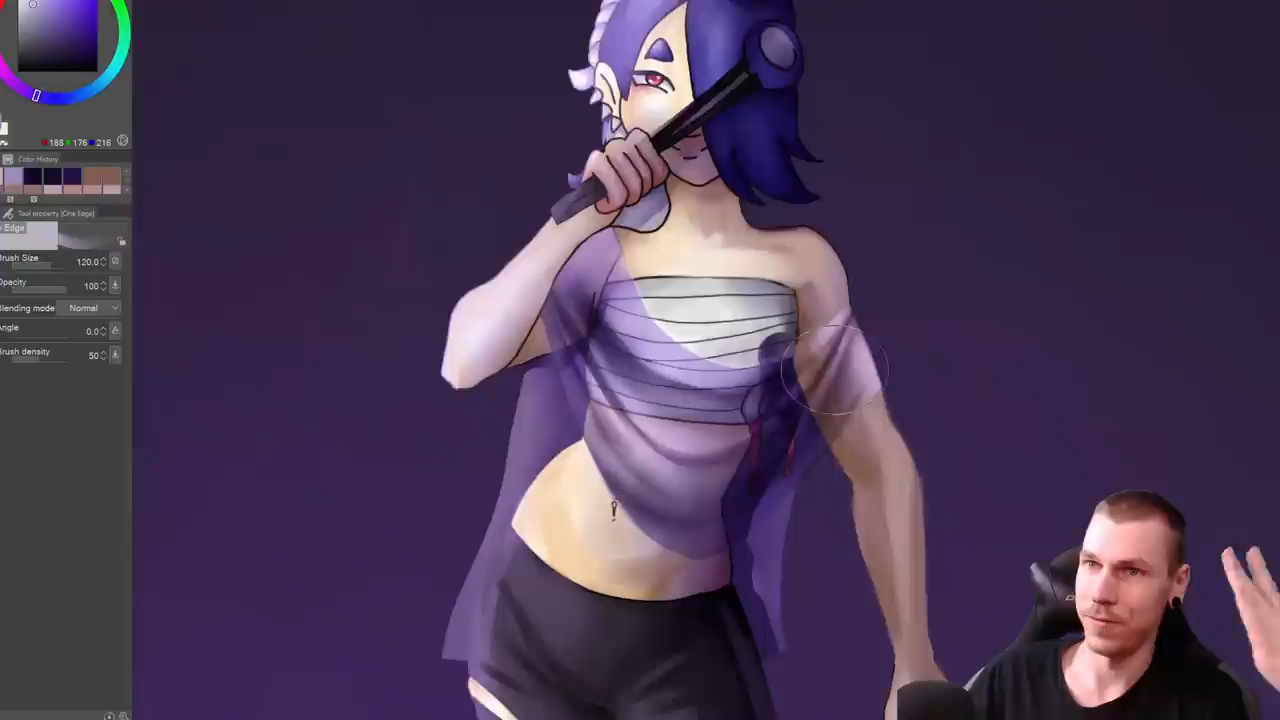 188 176 216
Color History
Tool property [One Edge]
Edge
Brush Size 120.0
Opacity 100
Blending mode Normal
Angle 0.0
Brush density 50